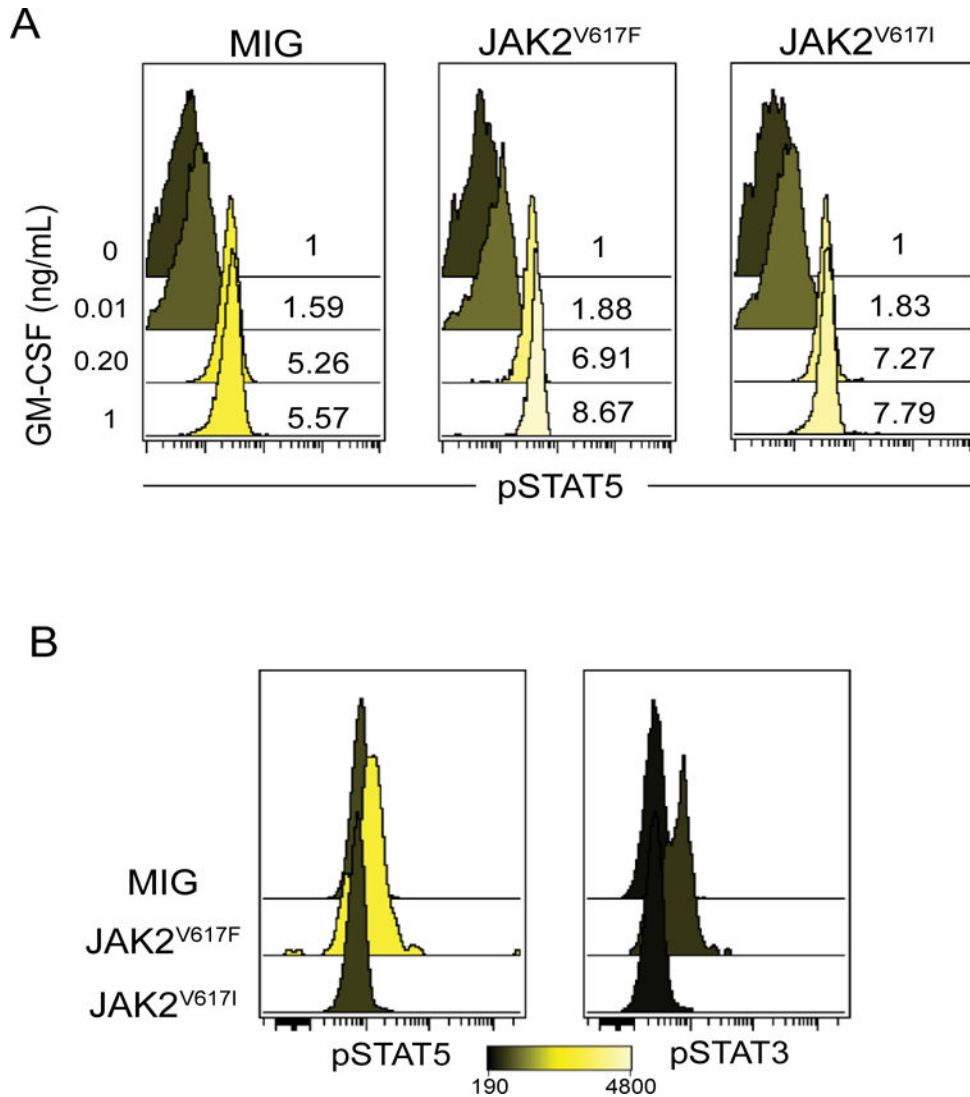 A
MIG JAK2V617F JAK2V617I
GM-CSF (ng/mL)
0 1 1 1
0.01 1.59 1.88 1.83
0.20 5.26 6.91 7.27
1 5.57 8.67 7.79
pSTAT5
B
MIG
JAK2V617F
JAK2V617I
pSTAT5 pSTAT3
190 4800